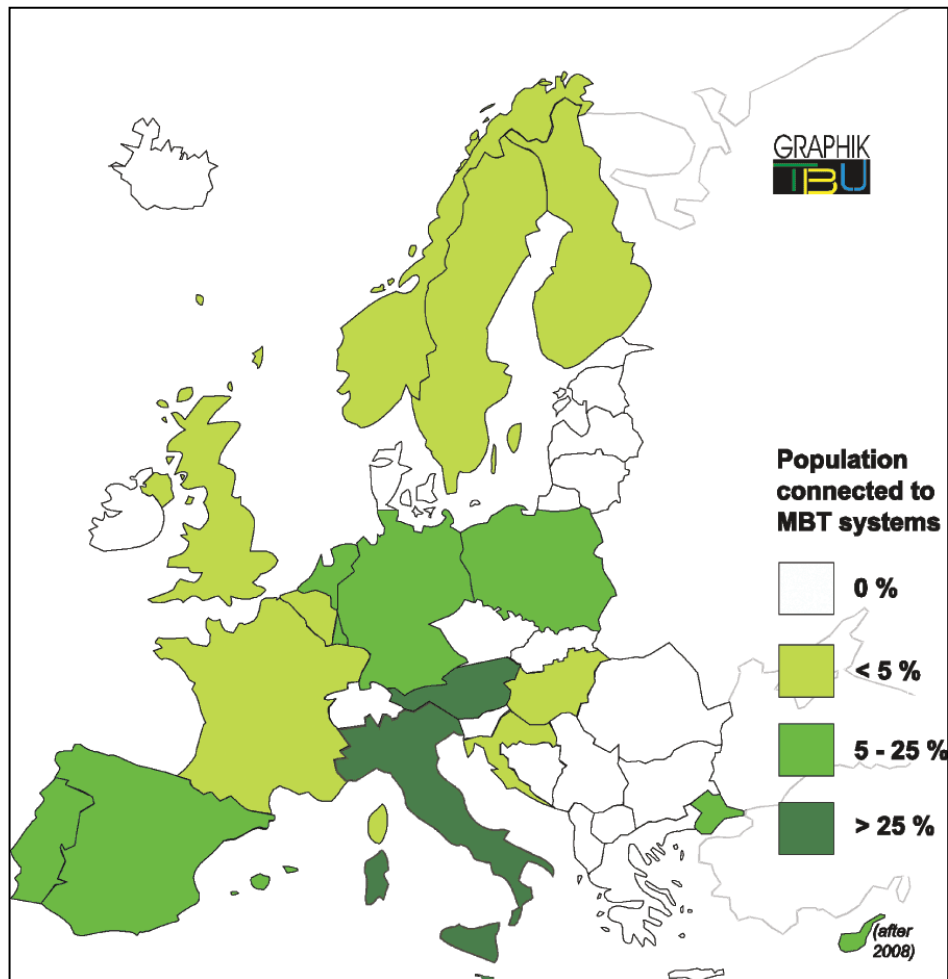 GRAPHIK
TBU
Population
connected to
MBT systems
0 %
< 5 %
5 - 25 %
> 25 %
(after
2008)